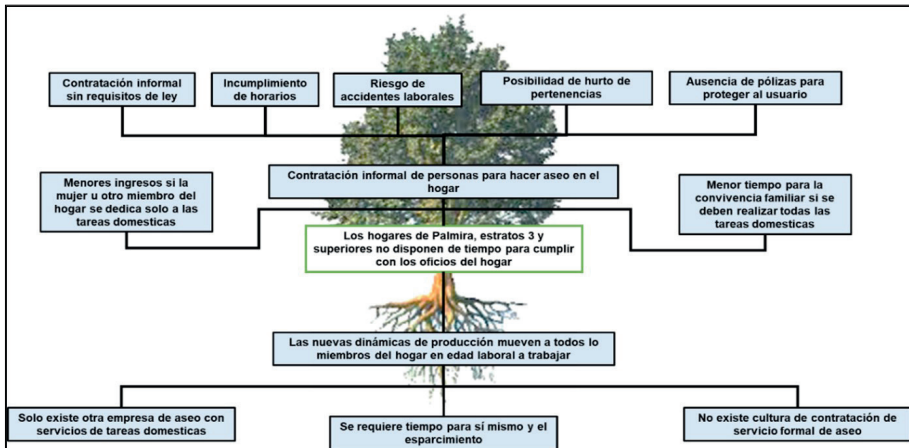 Contratación informal
sin requisitos de ley
Incumplimiento
de horarios
Riesgo de
accidentes laborales
Posibilidad de hurto de
pertenencias
Ausencia de pólizas para
proteger al usuario
Contratación informal de personas para hacer aseo en el
hogar
Menores ingresos si la
mujer u otro miembro del
hogar se dedica solo a las
tareas domesticas
Menor tiempo para la
convivencia familiar si se
deben realizar todas las
tareas domesticas
Los hogares de Palmira, estratos 3 y
superiores no disponen de tiempo para cumplir
con los oficios del hogar
Las nuevas dinámicas de producción mueven a todos lo
miembros del hogar en edad laboral a trabajar
Solo existe otra empresa de aseo con
servicios de tareas domesticas
Se requiere tiempo para sí mismo y el
esparcimiento
No existe cultura de contratación de
servicio formal de aseo